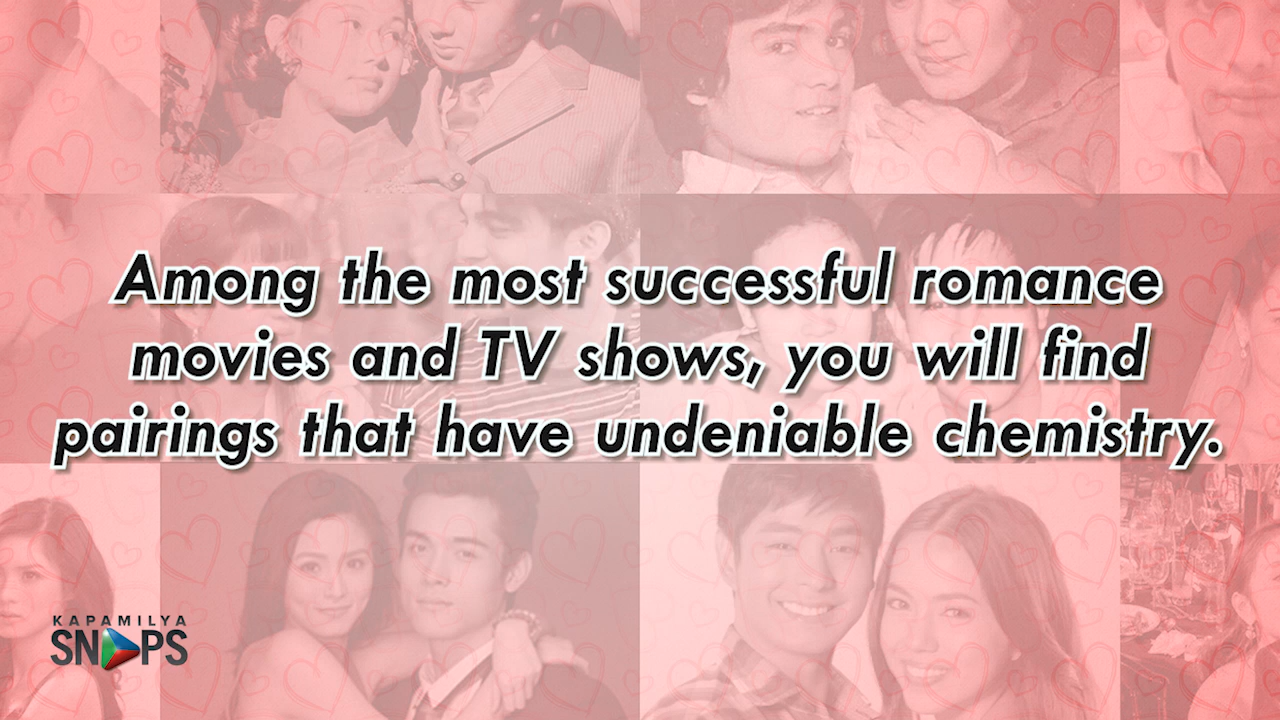 Among the most successful romance
movies and TV shows, you will find
pairings that have undeniable chemistry.
KAPAMILYA
SNAPS